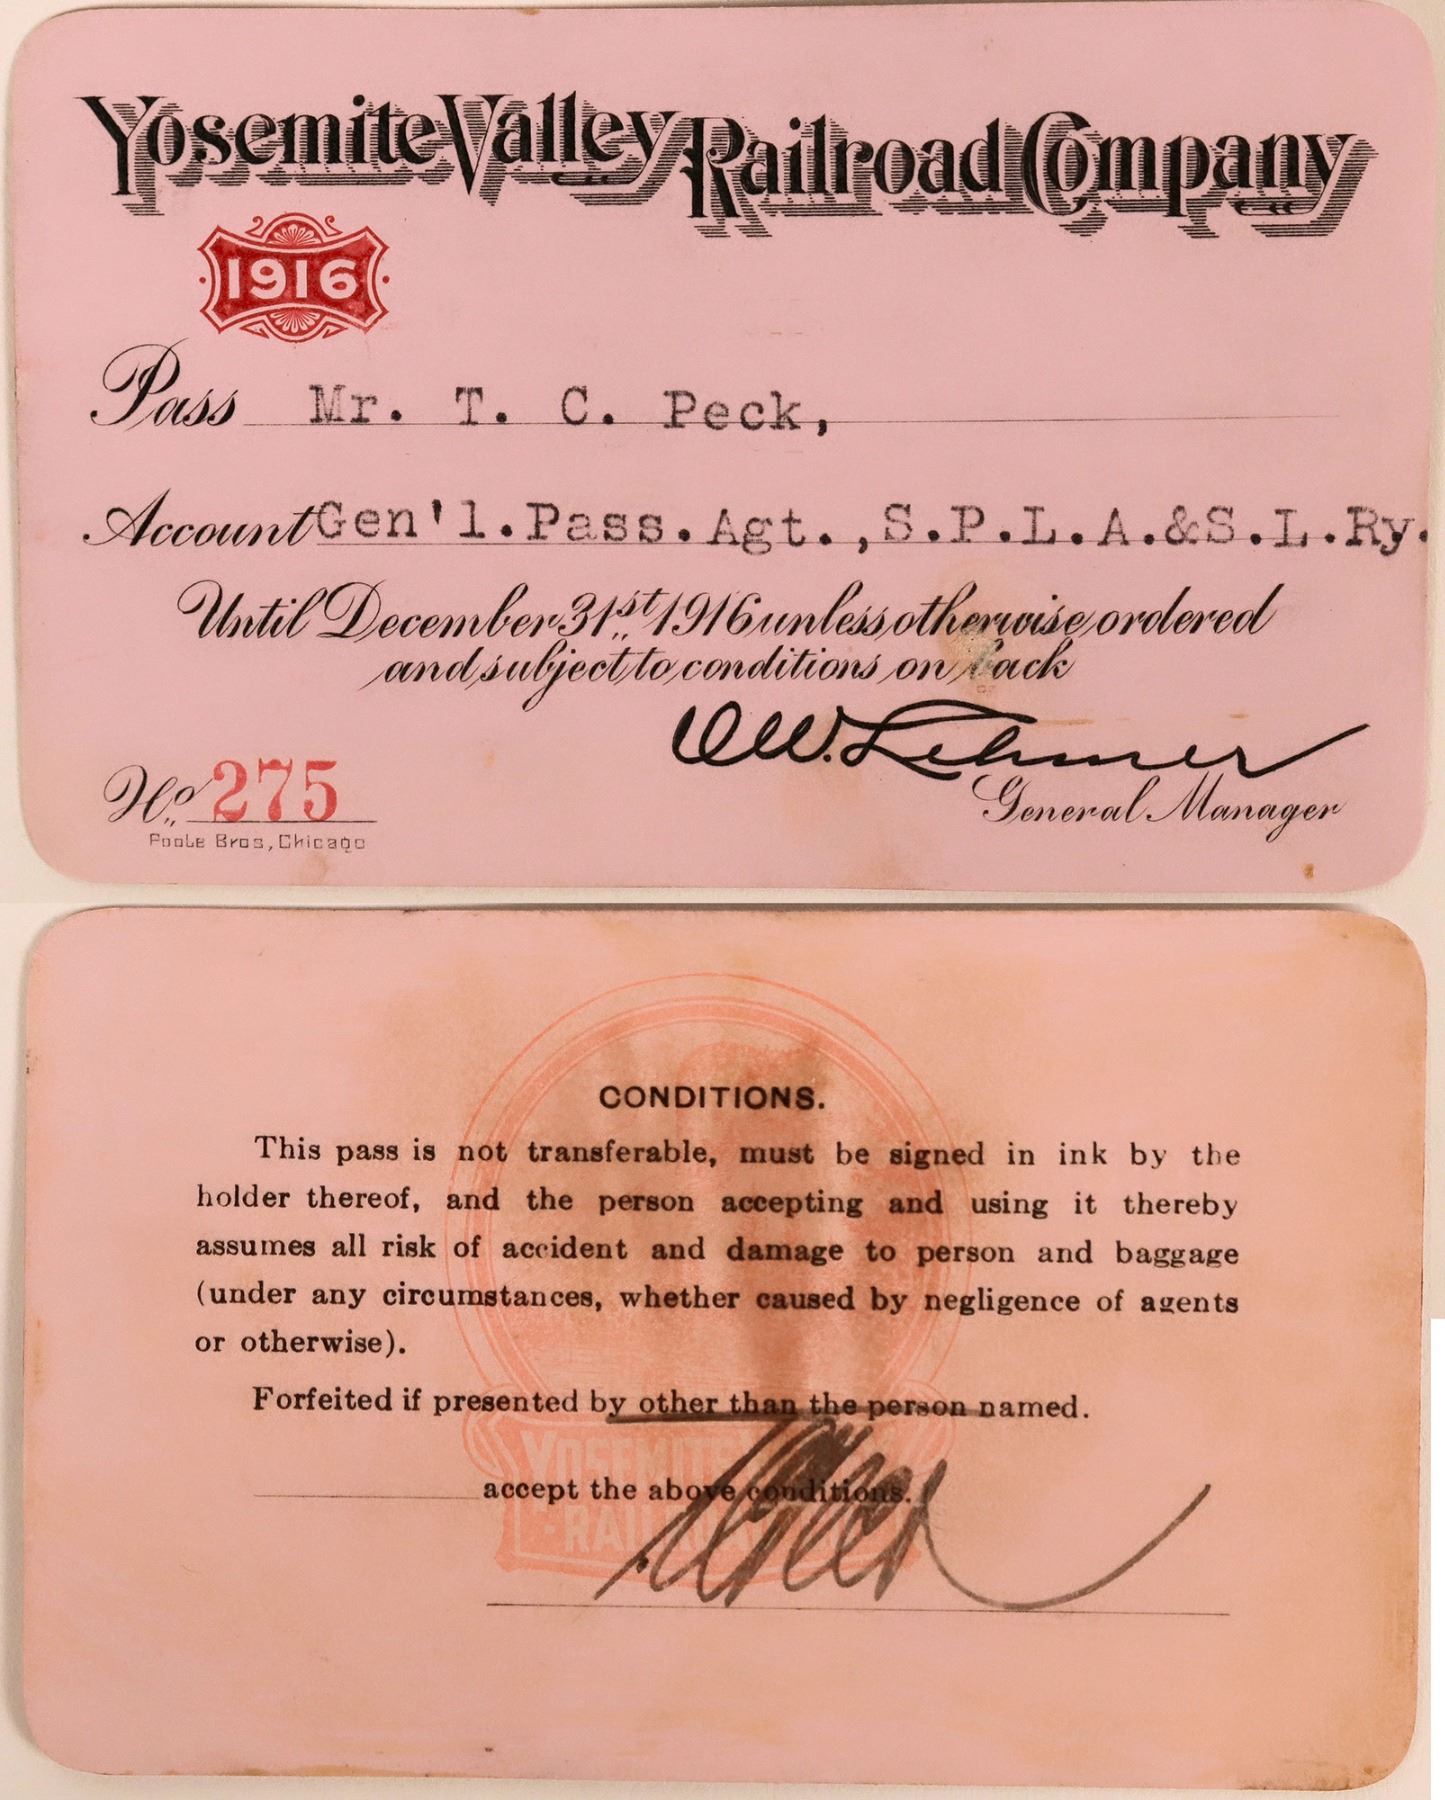 Yosemite Valley Railroad Company
1916
Pass Mr. T. C. Peck,
Account Gen'l. Pass. Agt., S.P.L.A.&S.L.Ry.
Until December 31st 1916 unless otherwise ordered
and subject to conditions on back
O.W. Lehmer
General Manager
No. 275
Poole Bros, Chicago
CONDITIONS.
This pass is not transferable, must be signed in ink by the
holder thereof, and the person accepting and using it thereby
assumes all risk of accident and damage to person and baggage
(under any circumstances, whether caused by negligence of agents
or otherwise).
Forfeited if presented by other than the person named.
YOSEMITE
accept the above conditions.